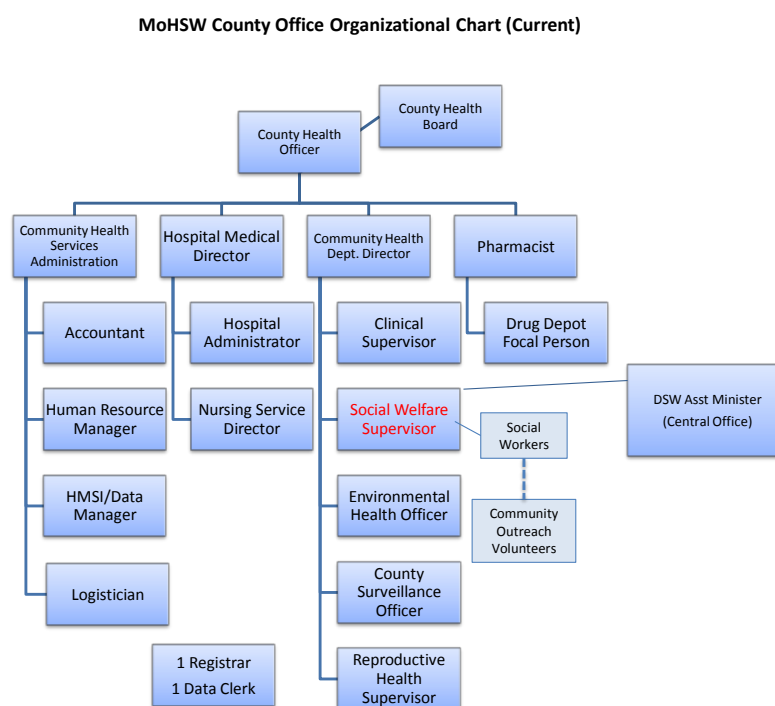 MoHSW County Office Organizational Chart (Current)
County Health
Board
County Health
Officer
Community Health
Services
Administration
Hospital Medical
Director
Community Health
Dept. Director
Pharmacist
Accountant
Hospital
Administrator
Clinical
Supervisor
Drug Depot
Focal Person
Human Resource
Manager
Nursing Service
Director
Social Welfare
Supervisor
Social
Workers
DSW Asst Minister
(Central Office)
HMSI/Data
Manager
Environmental
Health Officer
Community
Outreach
Volunteers
Logistician
County
Surveillance
Officer
1 Registrar
1 Data Clerk
Reproductive
Health
Supervisor